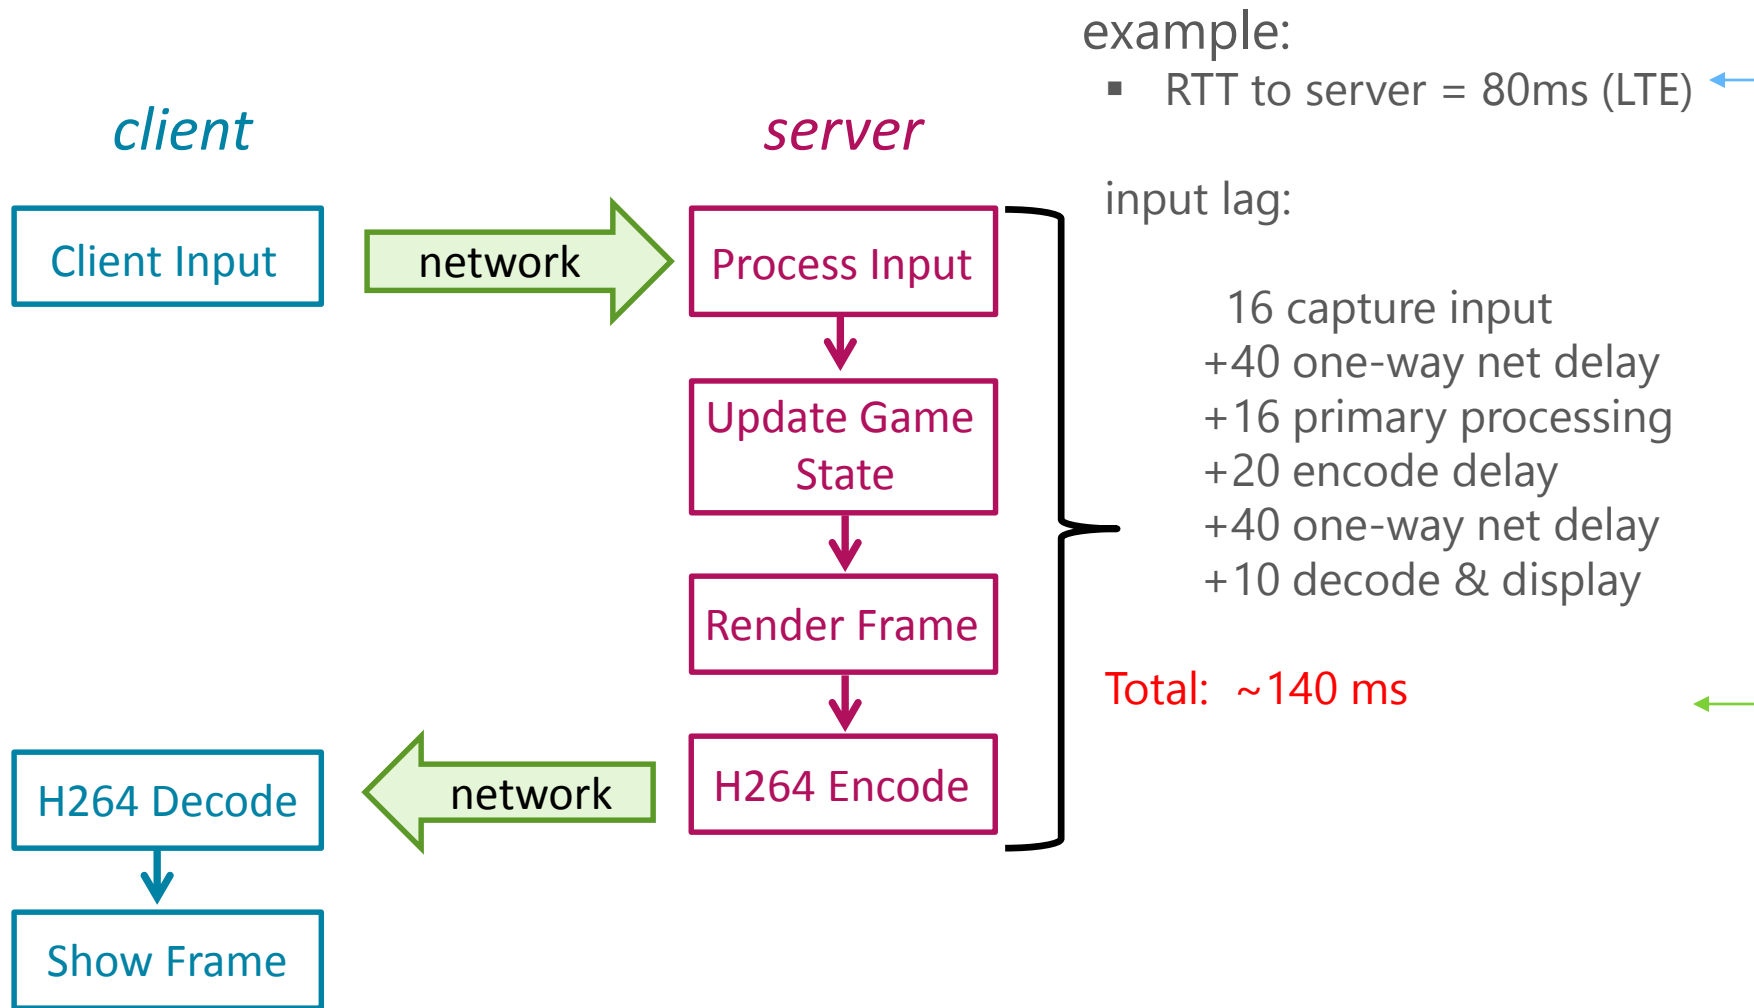 client
server
Client Input
network
Process Input
Update Game
State
Render Frame
H264 Encode
network
H264 Decode
Show Frame
example:
▪ RTT to server = 80ms (LTE)
input lag:
16 capture input
+40 one-way net delay
+16 primary processing
+20 encode delay
+40 one-way net delay
+10 decode & display
Total: ~140 ms